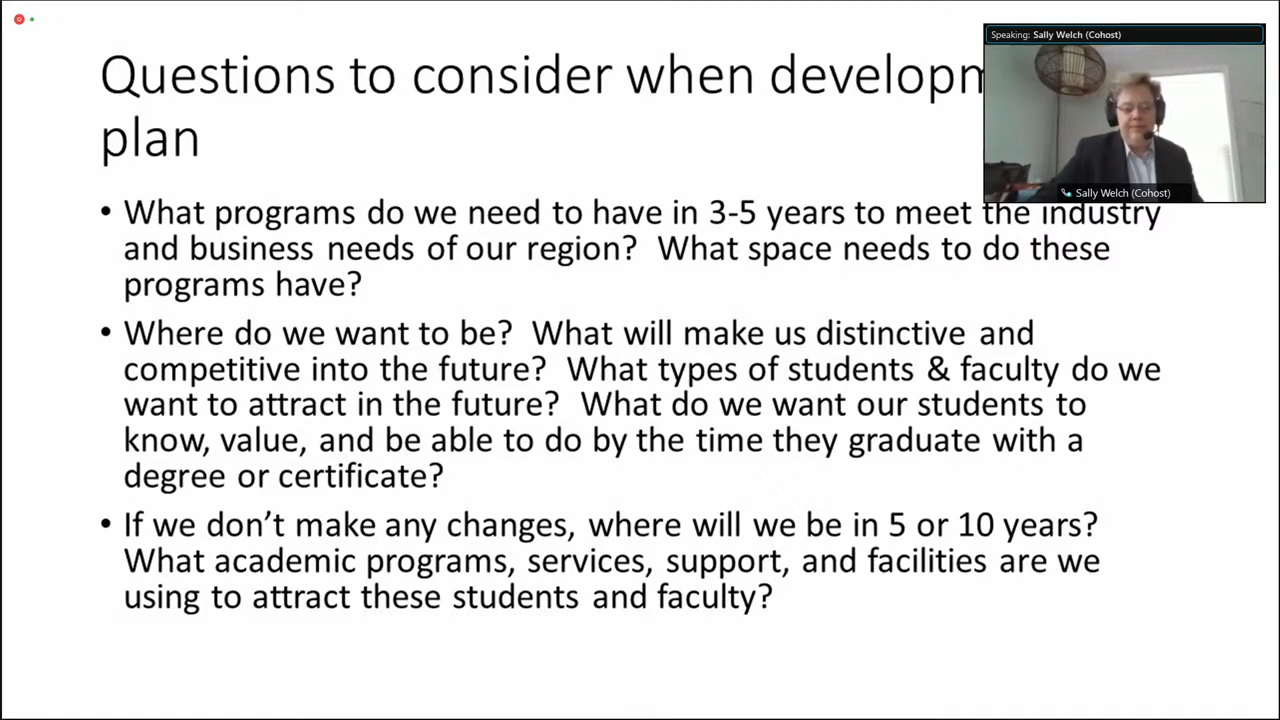 Speaking: Sally Welch (Cohost)
Sally Welch (Cohost)
Questions to consider when
plan
• What programs do we need to have in 3-5 years to meet the industry
and business needs of our region?  What space needs to do these
programs have?
• Where do we want to be?  What will make us distinctive and
competitive into the future?  What types of students & faculty do we
want to attract in the future?  What do we want our students to
know, value, and be able to do by the time they graduate with a
degree or certificate?
• If we don’t make any changes, where will we be in 5 or 10 years?
What academic programs, services, support, and facilities are we
using to attract these students and faculty?